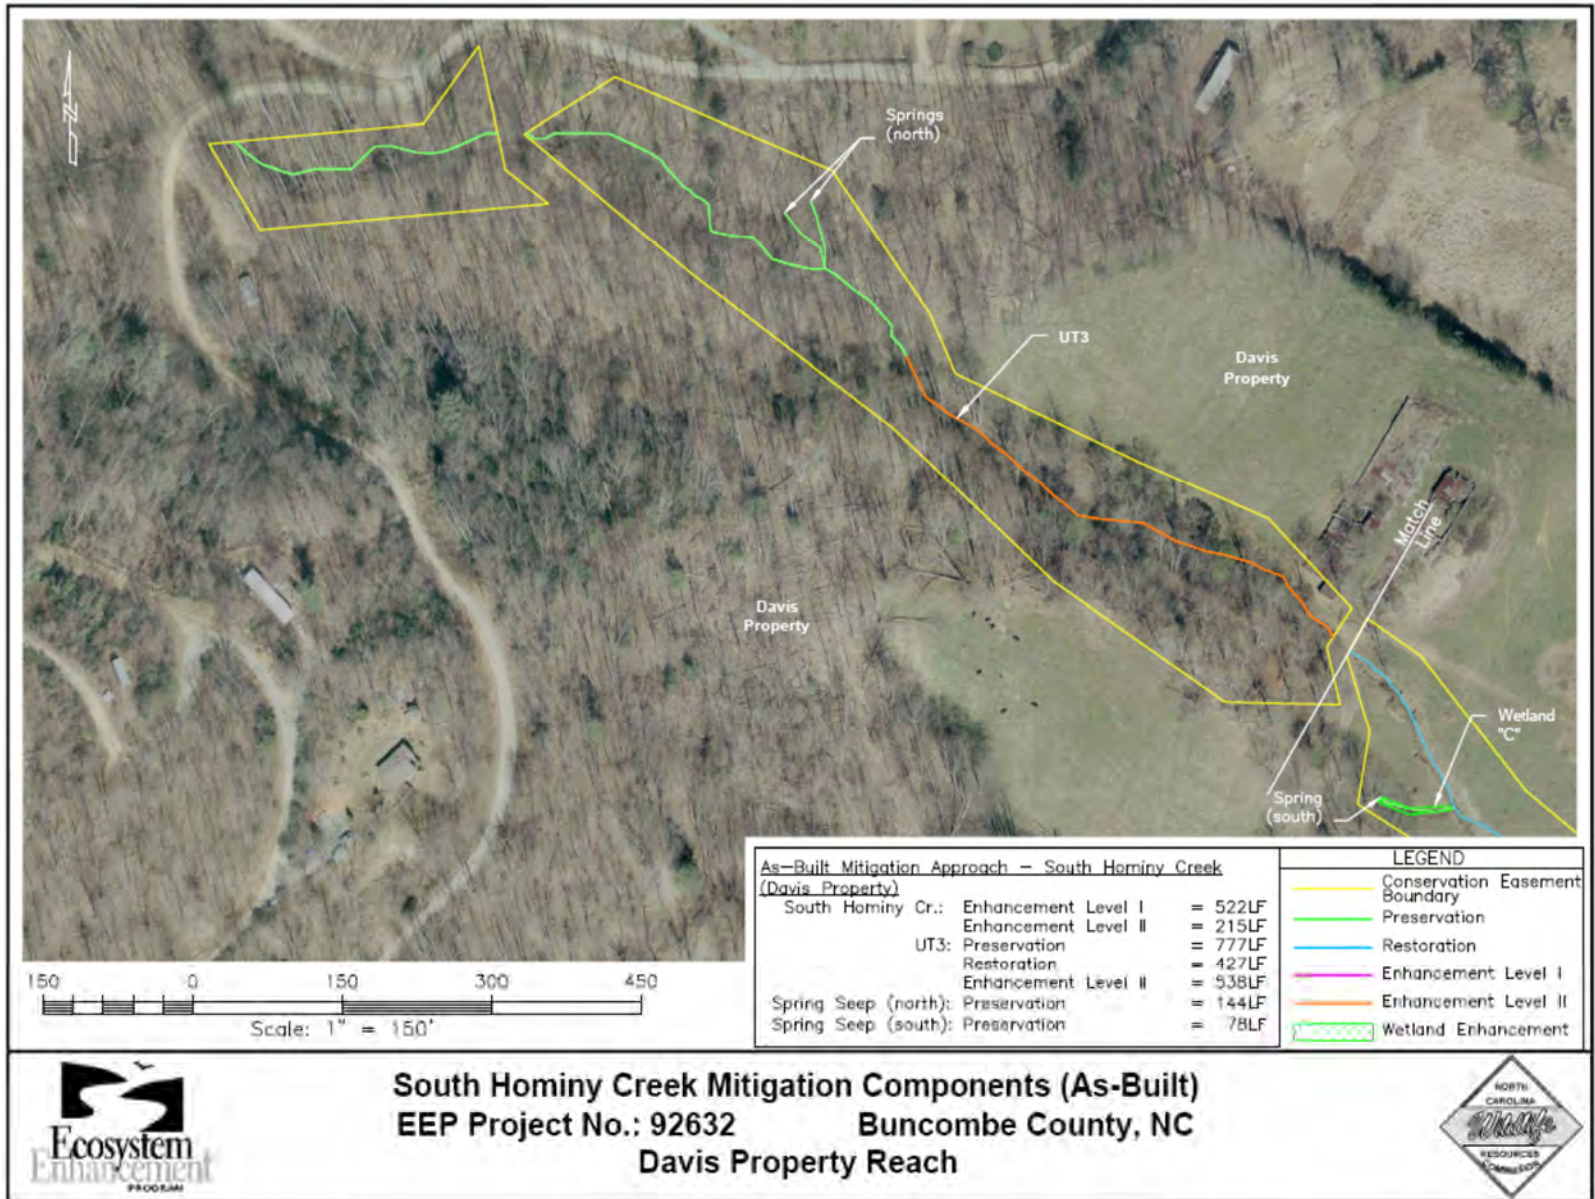 N
Springs
(north)
UT3
Davis
Property
Match
Line
Davis
Property
Wetland
"C"
Spring
(south)
As-Built Mitigation Approach - South Hominy Creek
(Davis Property)
South Hominy Cr.: Enhancement Level I = 522LF
Enhancement Level II = 215LF
UT3: Preservation = 777LF
Restoration = 427LF
Enhancement Level II = 538LF
Spring Seep (north): Preservation = 144LF
Spring Seep (south): Preservation = 78LF
LEGEND
Conservation Easement
Boundary
Preservation
Restoration
Enhancement Level I
Enhancement Level II
Wetland Enhancement
150 0 150 300 450
Scale: 1" = 150'
South Hominy Creek Mitigation Components (As-Built)
EEP Project No.: 92632 Buncombe County, NC
Davis Property Reach
Ecosystem
Enhancement
PROGRAM
NORTH
CAROLINA
Wildlife
RESOURCES
COMMISSION